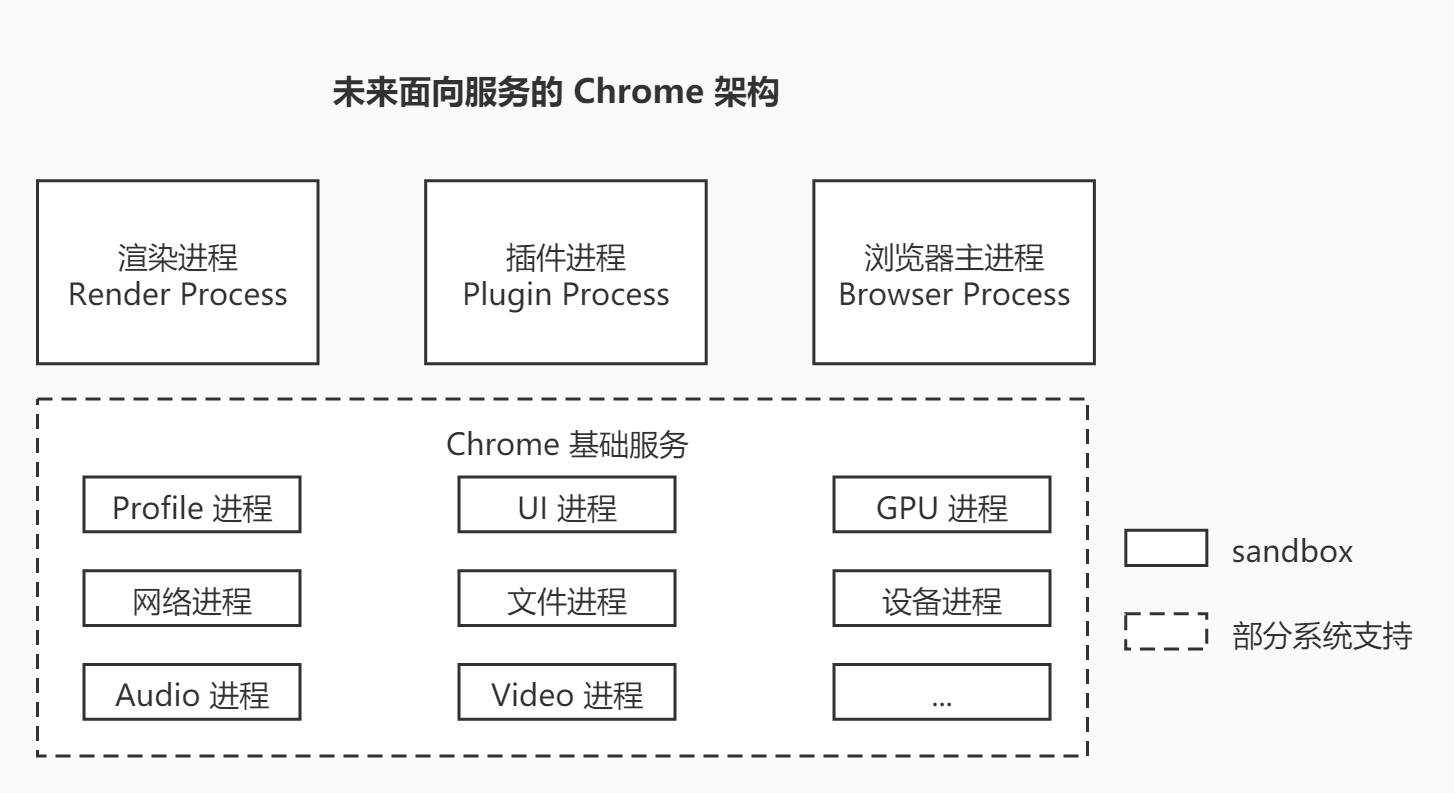 未来面向服务的 Chrome 架构
渲染进程
Render Process
插件进程
Plugin Process
浏览器主进程
Browser Process
Chrome 基础服务
Profile 进程
UI 进程
GPU 进程
网络进程
文件进程
设备进程
Audio 进程
Video 进程
...
sandbox
部分系统支持